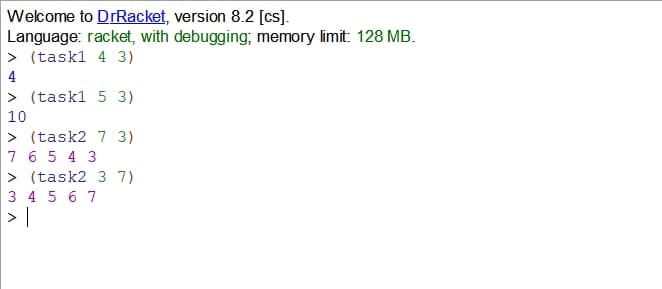 Welcome to DrRacket, version 8.2 [cs].
Language: racket, with debugging; memory limit: 128 MB.
> (task1 4 3)
4
> (task1 5 3)
10
> (task2 7 3)
7 6 5 4 3
> (task2 3 7)
3 4 5 6 7
>